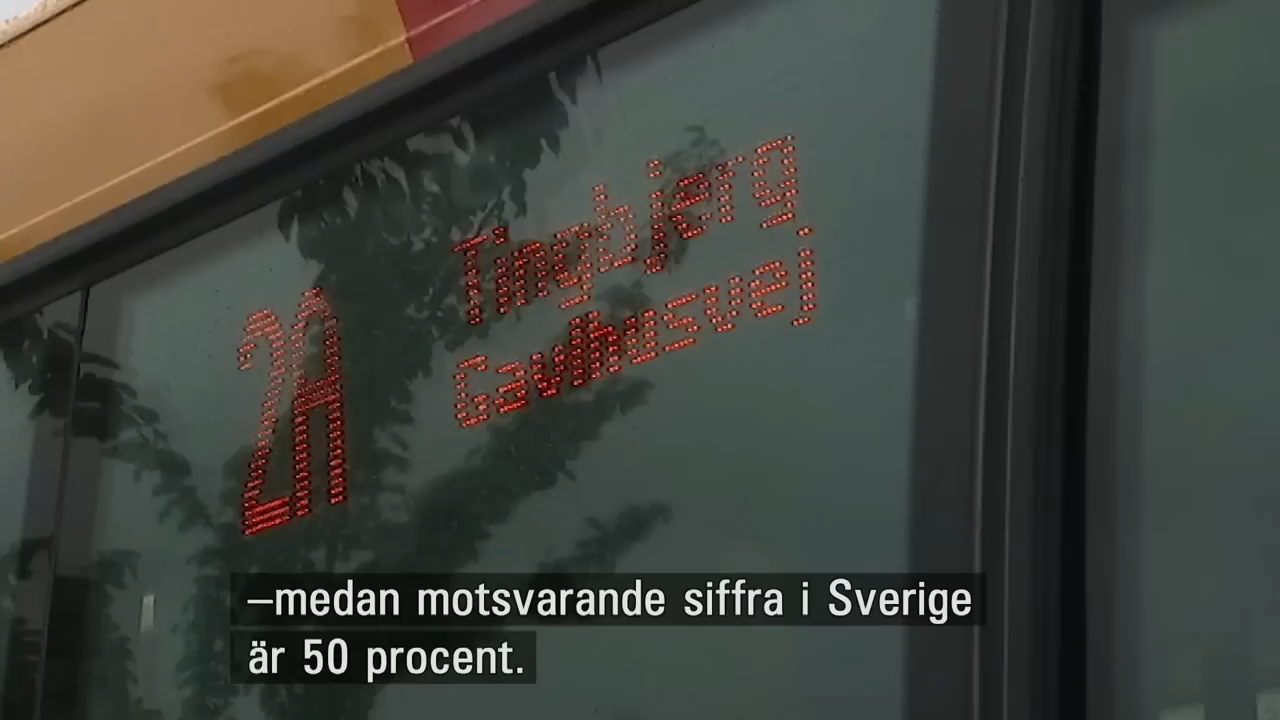 2A
Tingbjerg
Gavlhusvej
–medan motsvarande siffra i Sverige
är 50 procent.